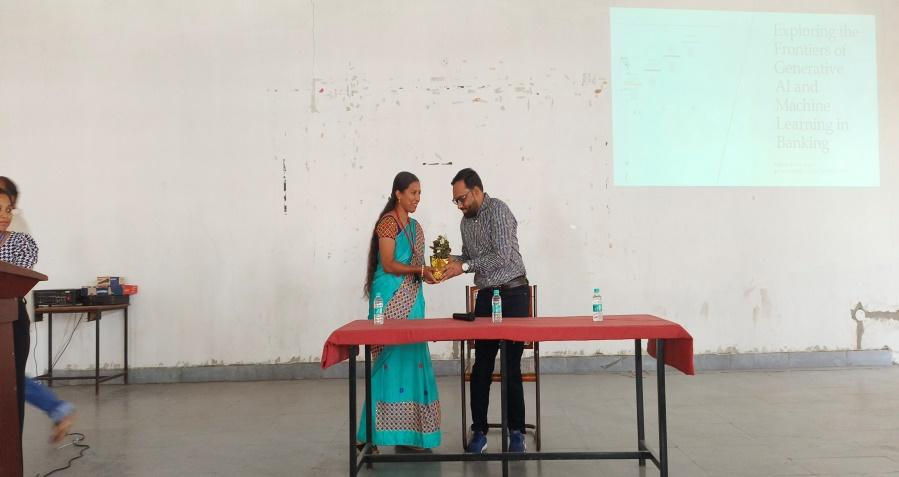 Exploring the
Frontiers of
Generative
AI and
Machine
Learning in
Banking